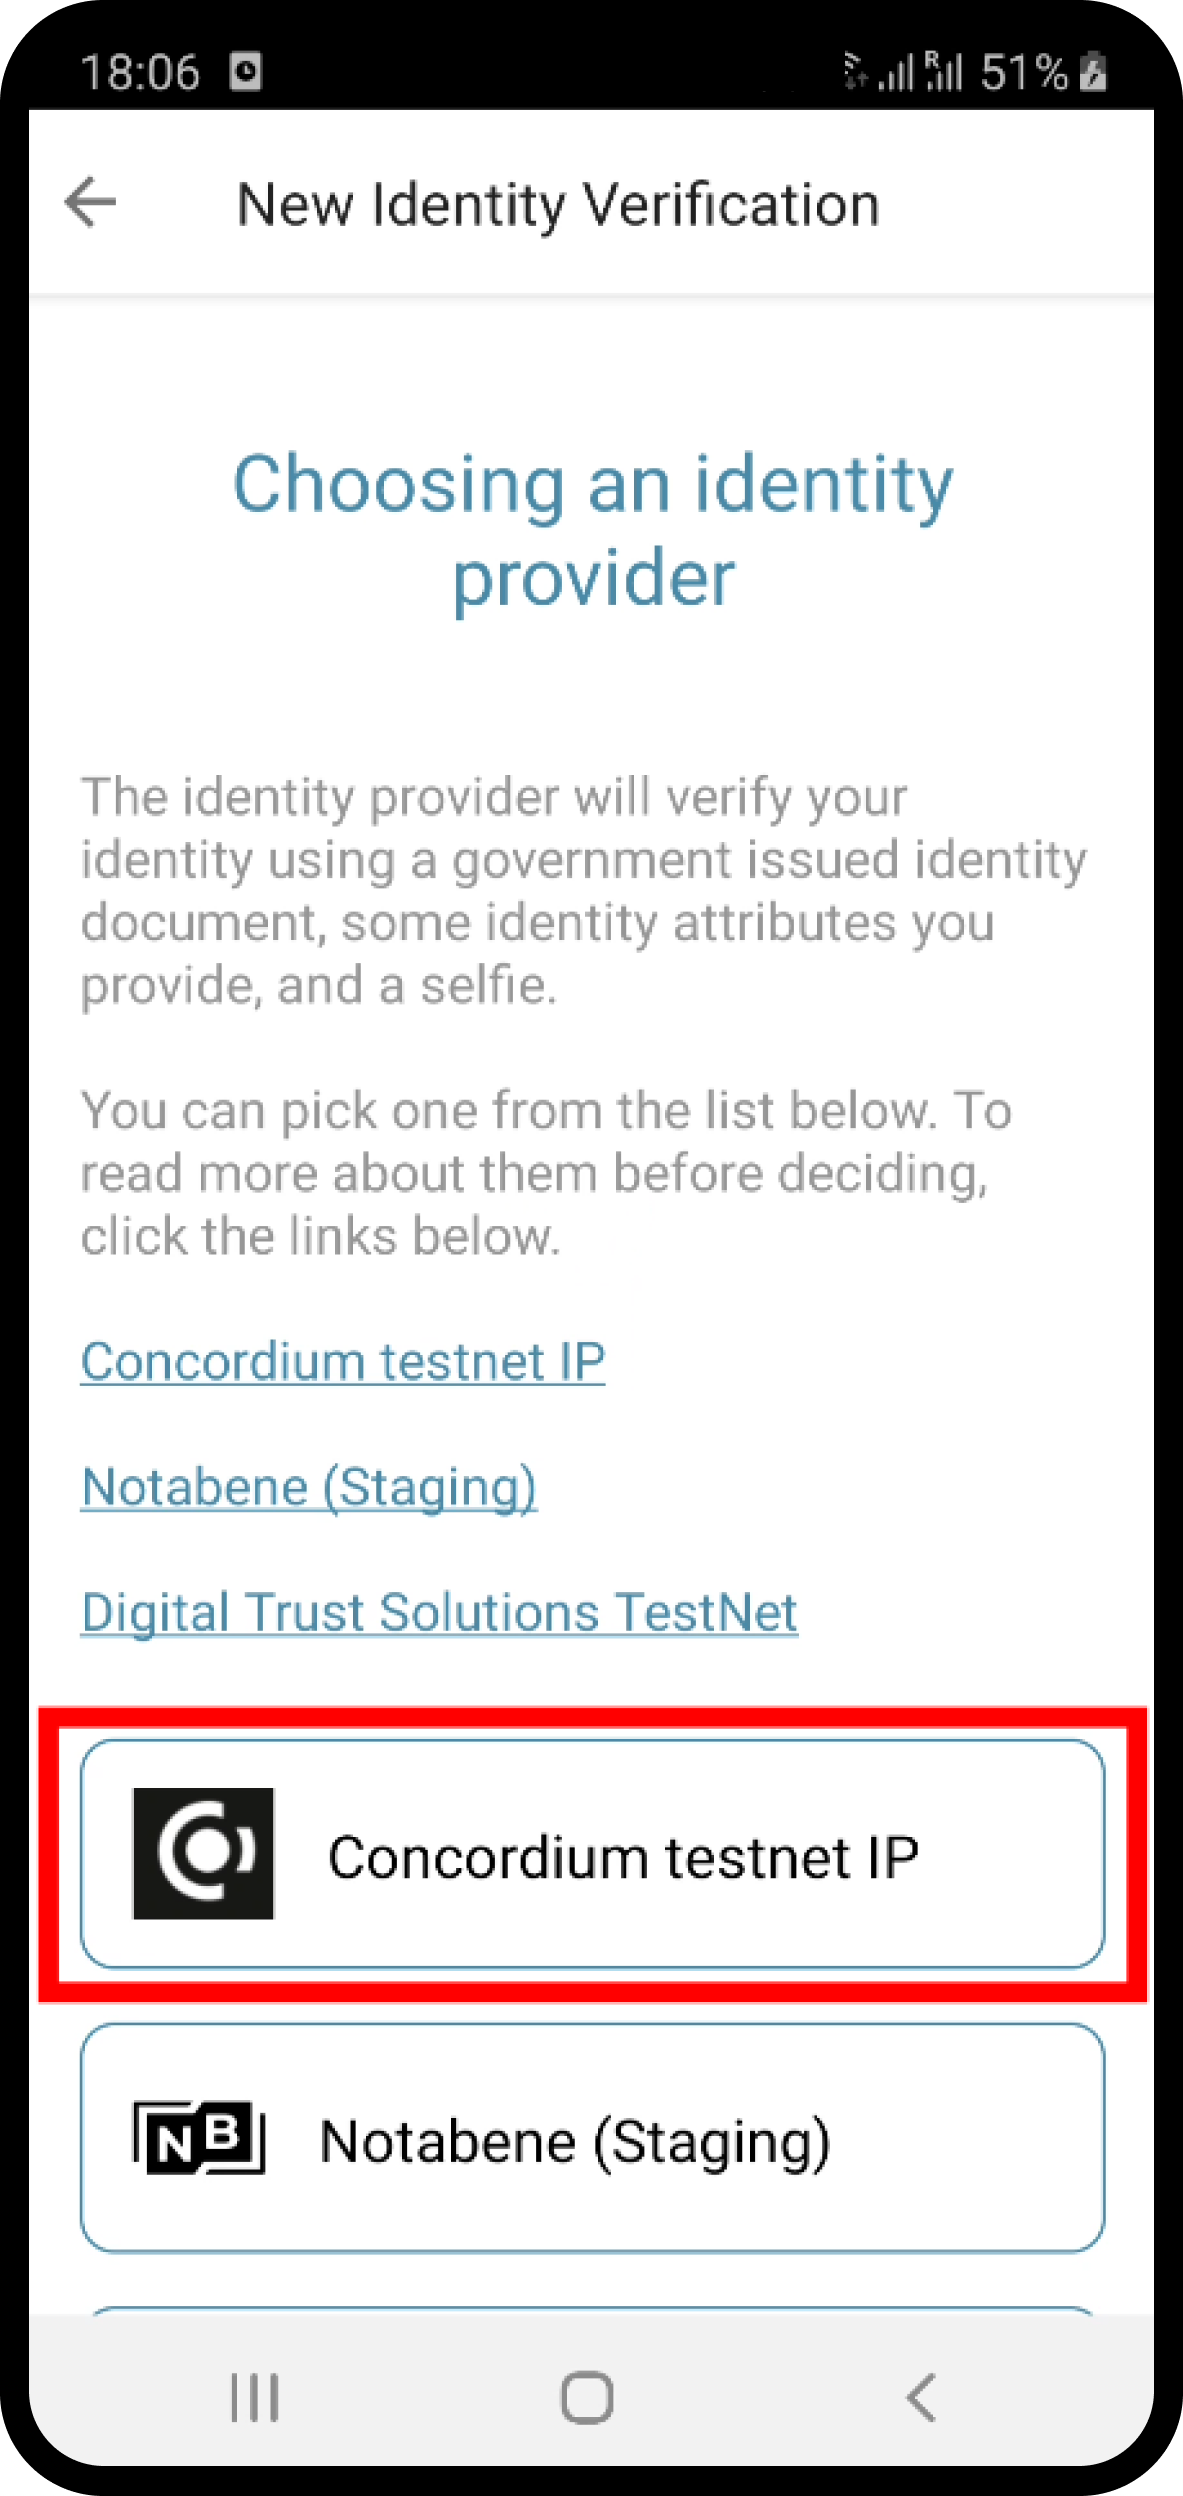 18:06
R
51%
New Identity Verification
Choosing an identity
provider
The identity provider will verify your
identity using a government issued identity
document, some identity attributes you
provide, and a selfie.
You can pick one from the list below. To
read more about them before deciding,
click the links below.
Concordium testnet IP
Notabene (Staging)
Digital Trust Solutions TestNet
Concordium testnet IP
NB
Notabene (Staging)